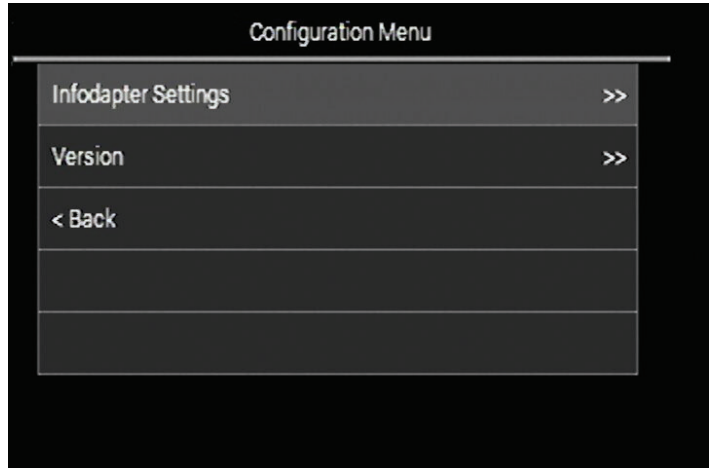 Configuration Menu
Infodapter Settings >>
Version >>
< Back